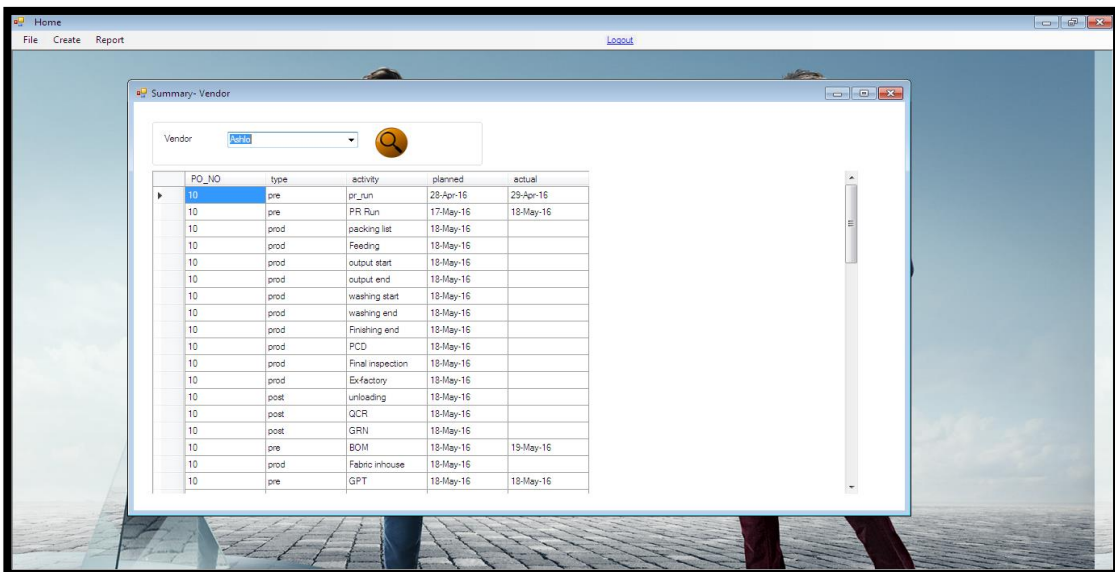 Home
File Create Report Logout
Summary- Vendor
Vendor Ashfo
PO_NO type activity planned actual
10 pre pr_run 28-Apr-16 29-Apr-16
10 pre PR Run 17-May-16 18-May-16
10 prod packing list 18-May-16
10 prod Feeding 18-May-16
10 prod output start 18-May-16
10 prod output end 18-May-16
10 prod washing start 18-May-16
10 prod washing end 18-May-16
10 prod Finishing end 18-May-16
10 prod PCD 18-May-16
10 prod Final inspection 18-May-16
10 prod Ex-factory 18-May-16
10 post unloading 18-May-16
10 post QCR 18-May-16
10 post GRN 18-May-16
10 pre BOM 18-May-16 19-May-16
10 prod Fabric inhouse 18-May-16
10 pre GPT 18-May-16 18-May-16